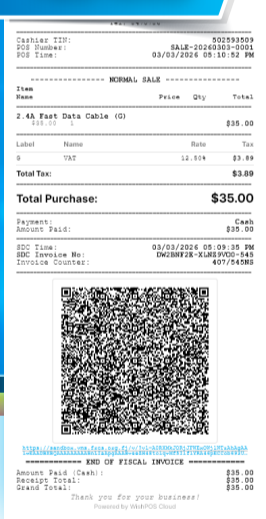 Cashier TIN: 502593509
POS Number: SALE-20260303-0001
POS Time: 03/03/2026 05:10:52 PM
NORMAL SALE
Item
Name Price Qty Total
2.4A Fast Data Cable (G)
$35.00 1 $35.00
Label Name Rate Tax
G VAT 12.50% $3.89
Total Tax: $3.89
Total Purchase: $35.00
Payment: Cash
Amount Paid: $35.00
SDC Time: 03/03/2026 05:09:35 PM
SDC Invoice No: DW2BNF2E-XLNZ9VO0-545
Invoice Counter: 407/545NS
END OF FISCAL INVOICE
Amount Paid (Cash): $35.00
Receipt Total: $35.00
Grand Total: $35.00
Thank you for your business!
Powered by WishPOS Cloud